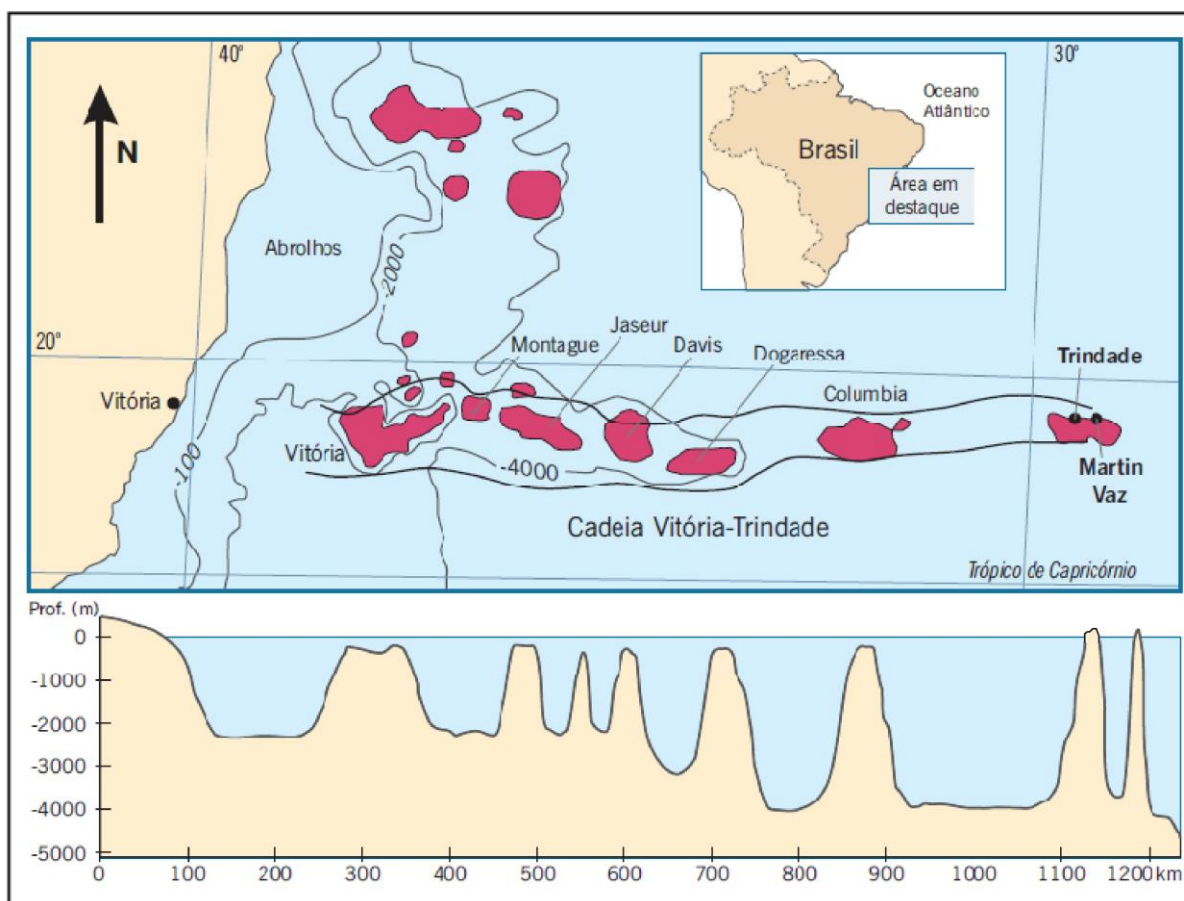 40°
30°
N
Oceano
Atlântico
Brasil
Área em
destaque
Abrolhos
-2000
20°
Montague
Jaseur
Davis
Dogaressa
Columbia
Trindade
Vitória
Vitória
-100
-4000
Martin
Vaz
Cadeia Vitória-Trindade
Trópico de Capricórnio
Prof. (m)
0
-1000
-2000
-3000
-4000
-5000
0 100 200 300 400 500 600 700 800 900 1000 1100 1200 km